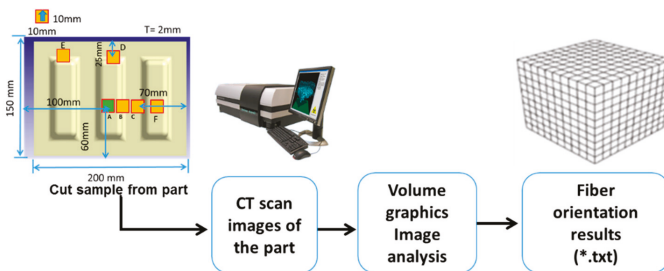 10mm
10mm
T= 2mm
E
D
25mm
150 mm
100mm
70mm
A
B
C
F
60mm
200 mm
Cut sample from part
CT scan
images of
the part
Volume
graphics
Image
analysis
Fiber
orientation
results
(*.txt)